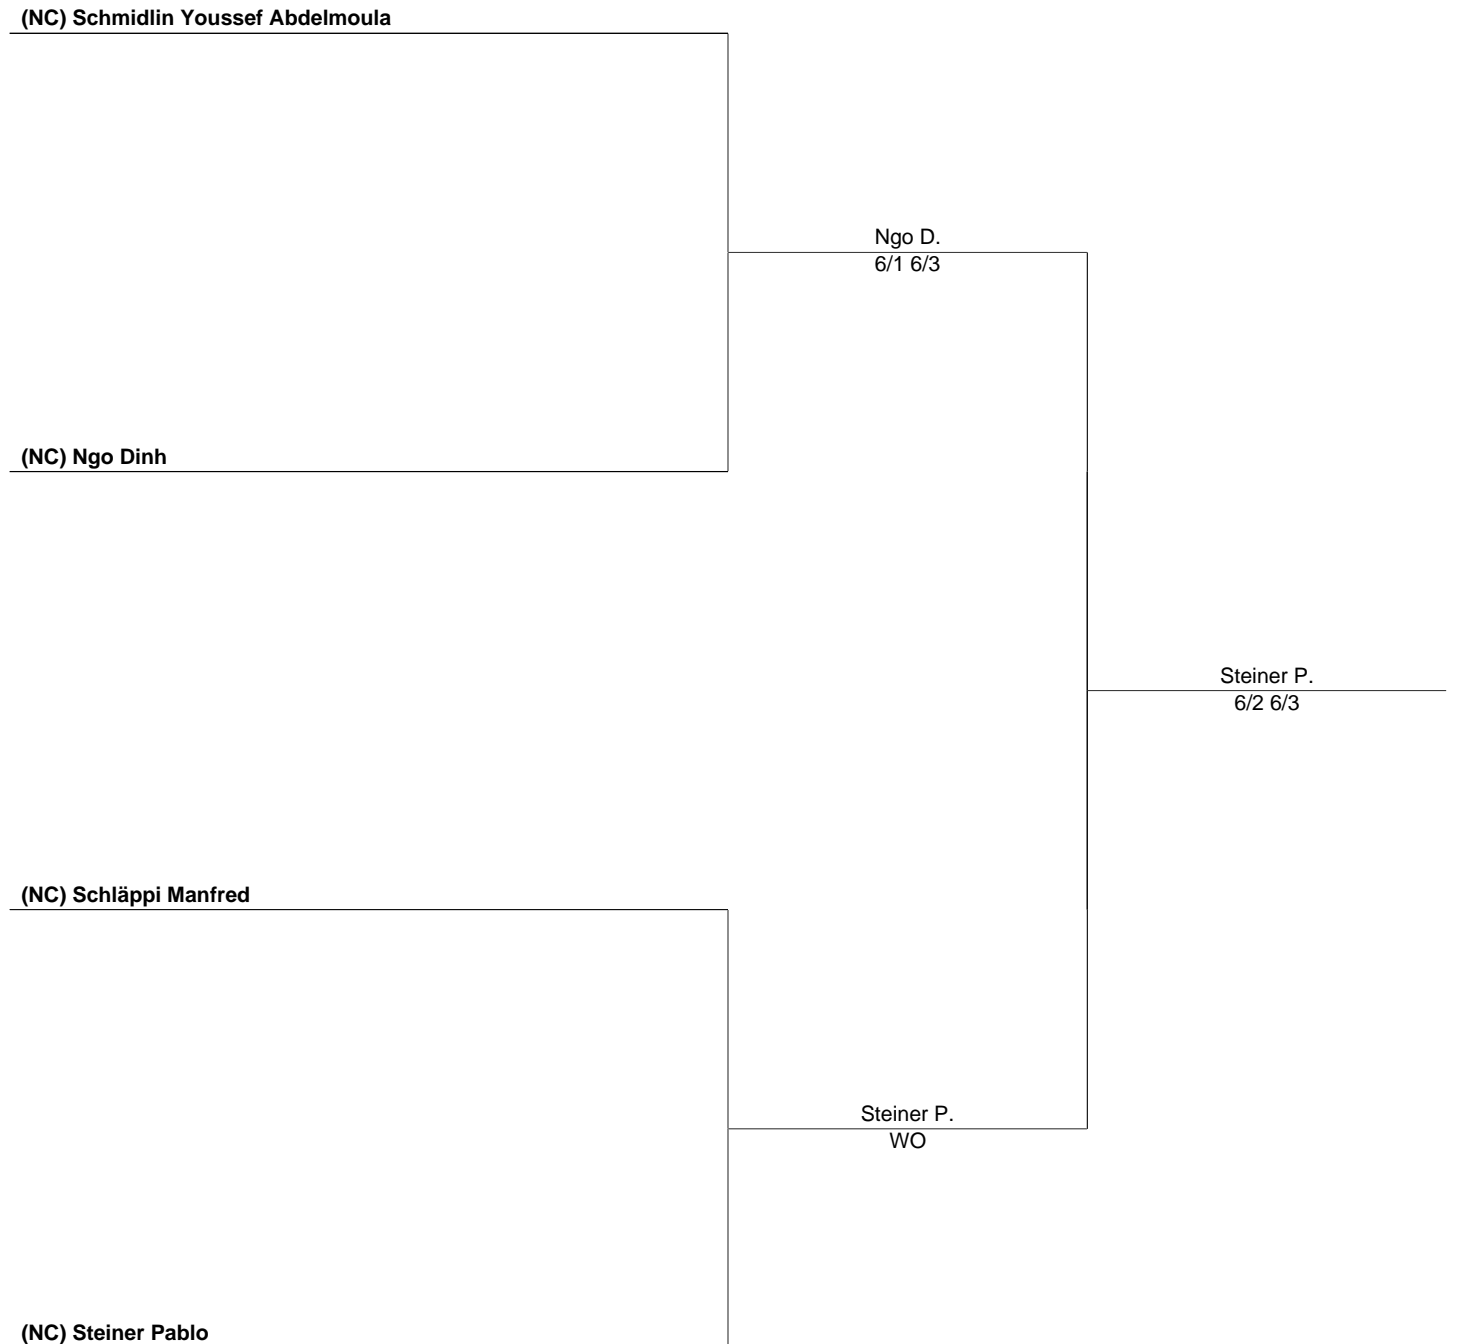 (NC) Schmidlin Youssef Abdelmoula
Ngo D.
6/1 6/3
(NC) Ngo Dinh
Steiner P.
6/2 6/3
(NC) Schläppi Manfred
Steiner P.
WO
(NC) Steiner Pablo